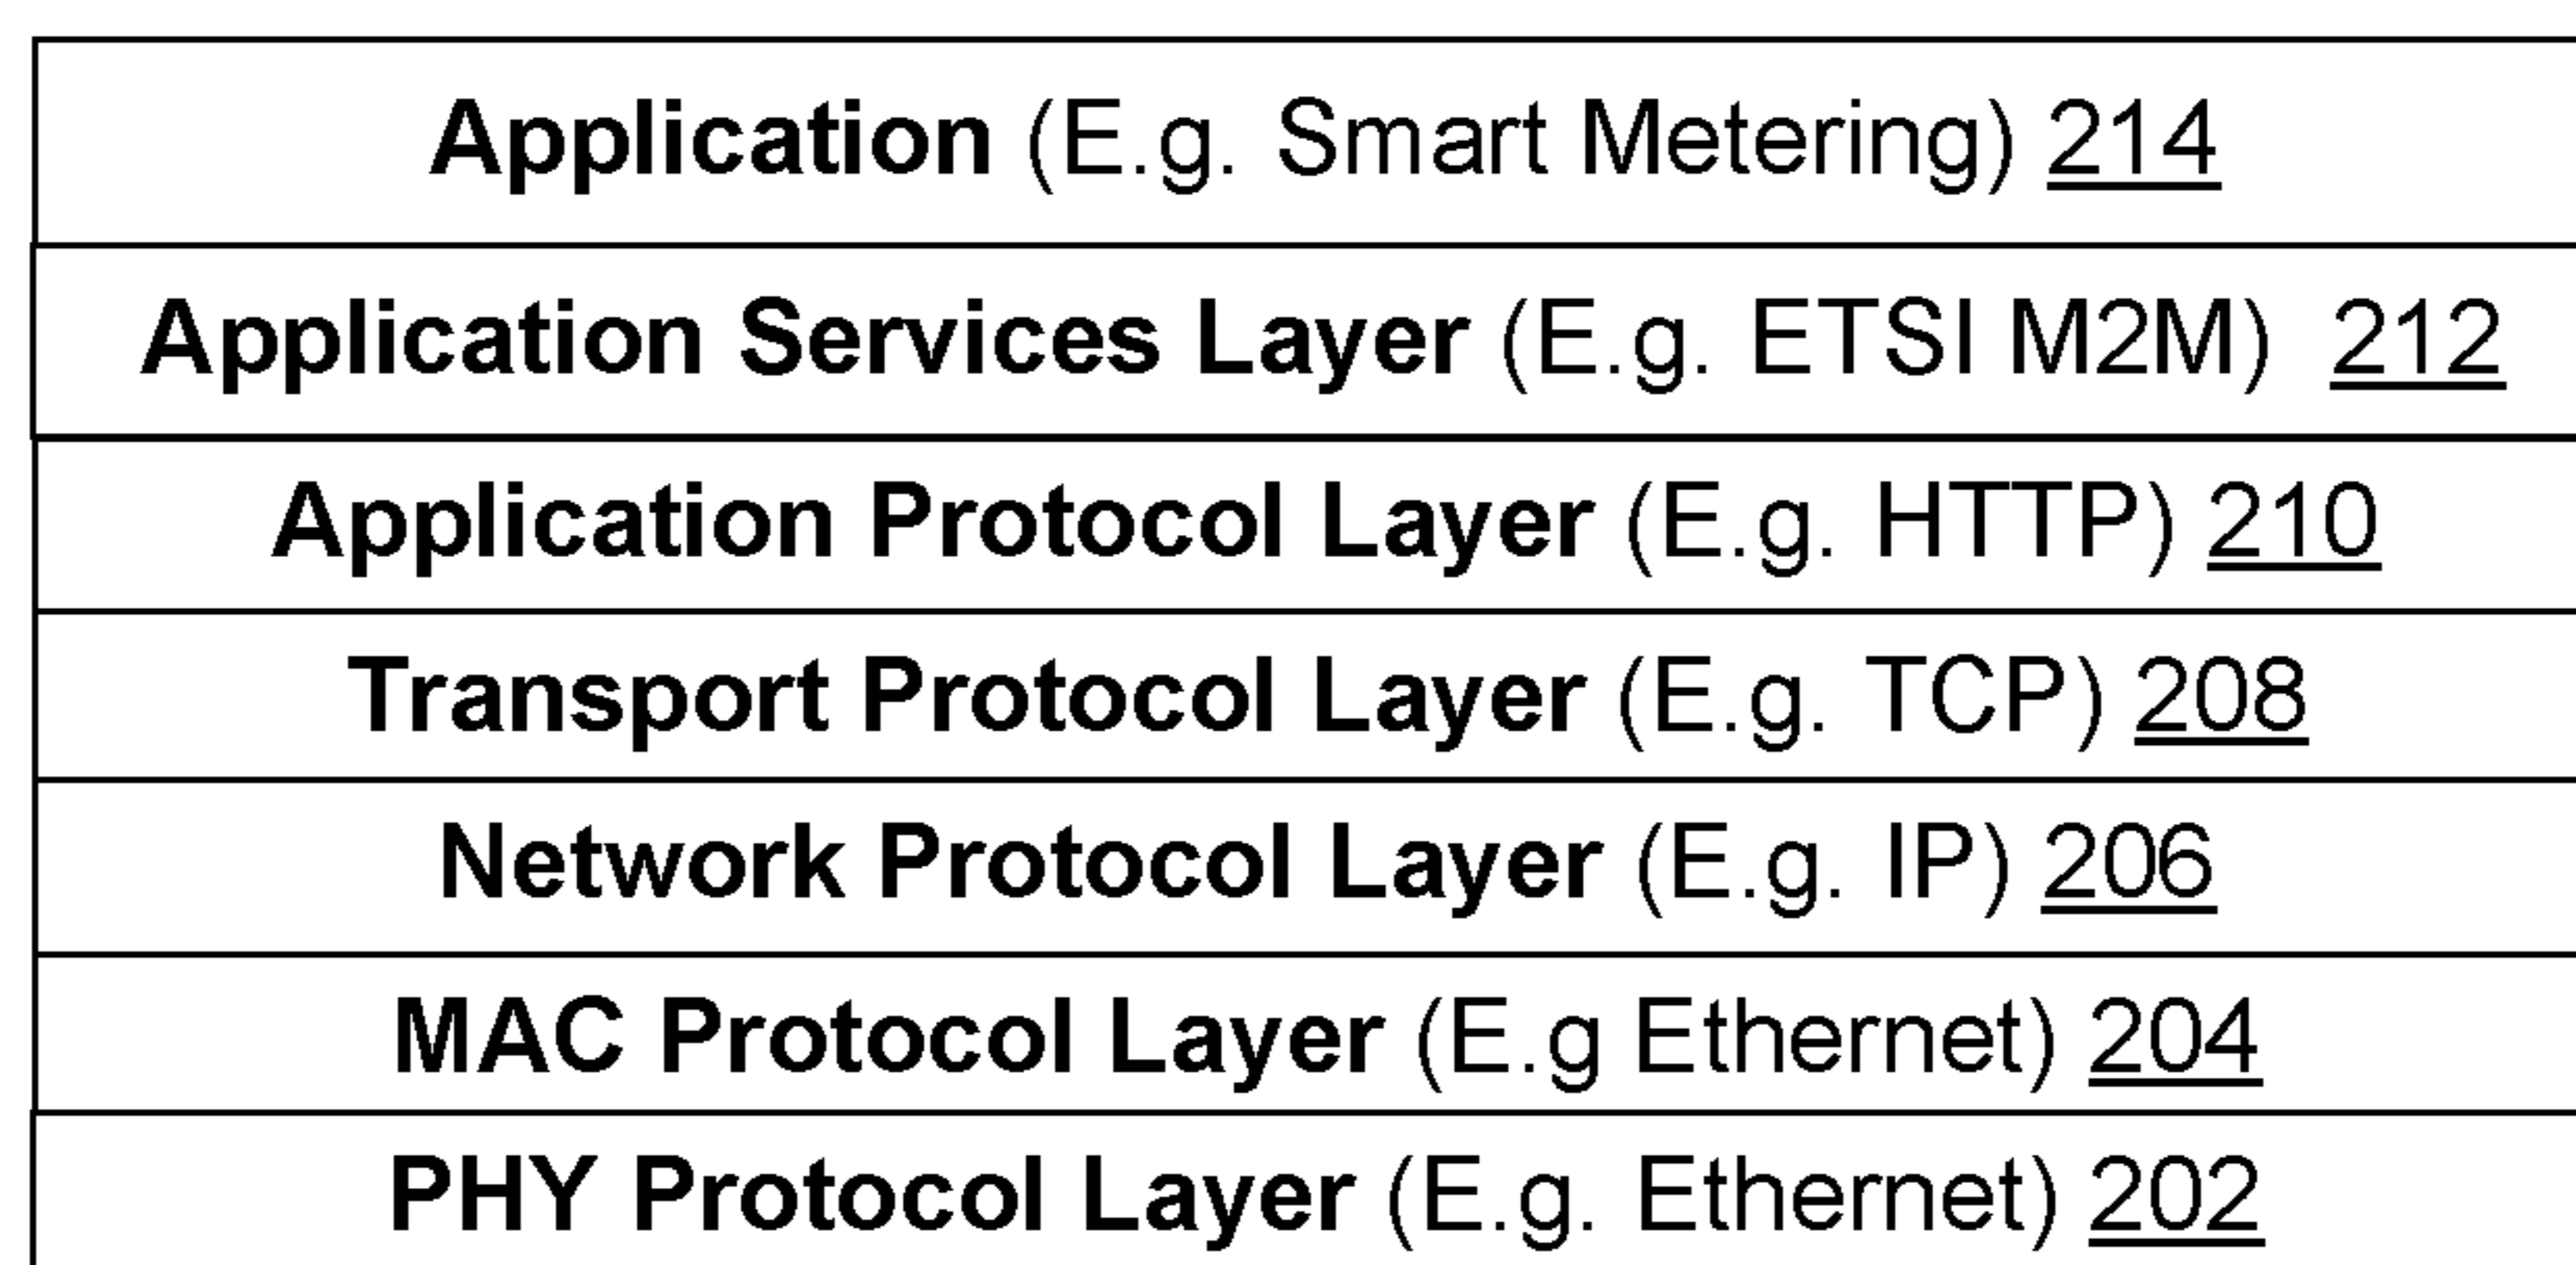 Application (E.g. Smart Metering) 214
Application Services Layer (E.g. ETSI M2M) 212
Application Protocol Layer (E.g. HTTP) 210
Transport Protocol Layer (E.g. TCP) 208
Network Protocol Layer (E.g. IP) 206
MAC Protocol Layer (E.g Ethernet) 204
PHY Protocol Layer (E.g. Ethernet) 202